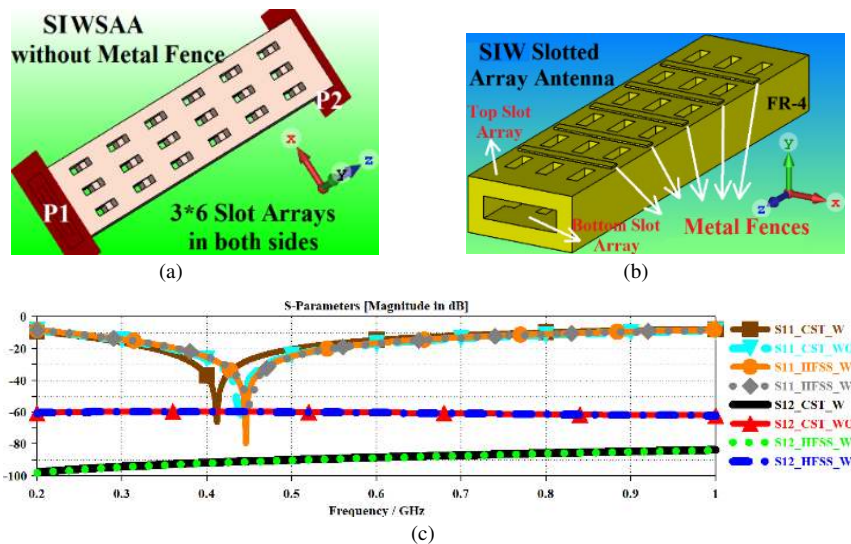 SIWSAA
without Metal Fence
P2
x
Y
z
P1
3*6 Slot Arrays
in both sides
(a)
SIW Slotted
Array Antenna
FR-4
Top Slot
Array
y
x
z
Bottom Slot
Array
Metal Fences
(b)
S-Parameters [Magnitude in dB]
0
-20
-40
-60
-80
-100
0.2
0.3
0.4
0.5
0.6
0.7
0.8
0.9
1
Frequency / GHz
S11_CST_W
S11_CST_WO
S11_HFSS_W
S11_HFSS_W
S12_CST_W
S12_CST_WO
S12_HFSS_W
S12_HFSS_W
(c)